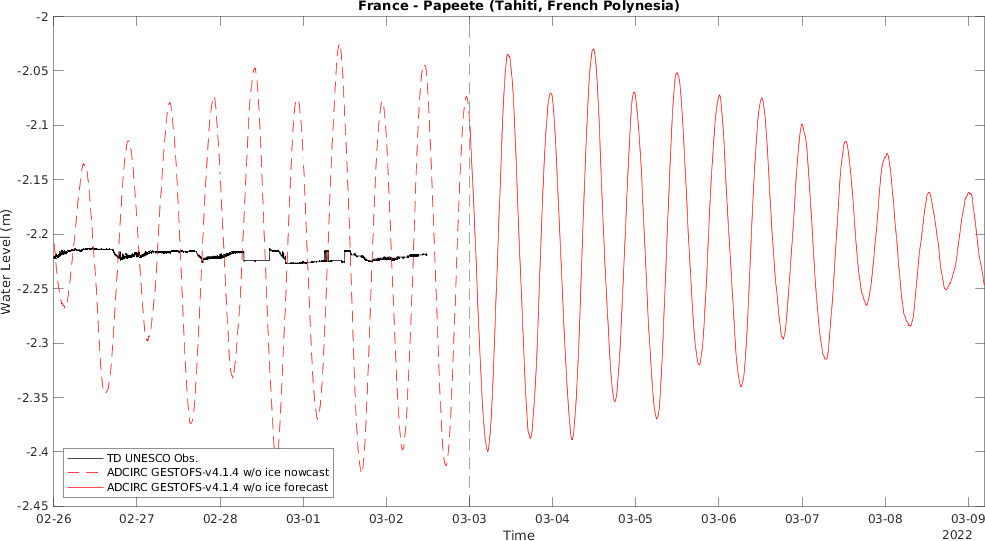 France - Papeete (Tahiti, French Polynesia)
-2
-2.05
-2.1
-2.15
-2.2
-2.25
-2.3
-2.35
-2.4
-2.45
Water Level (m)
TD UNESCO Obs.
ADCIRC GESTOFS-v4.1.4 w/o ice nowcast
ADCIRC GESTOFS-v4.1.4 w/o ice forecast
02-26 02-27 02-28 03-01 03-02 03-03 03-04 03-05 03-06 03-07 03-08 03-09
Time
2022